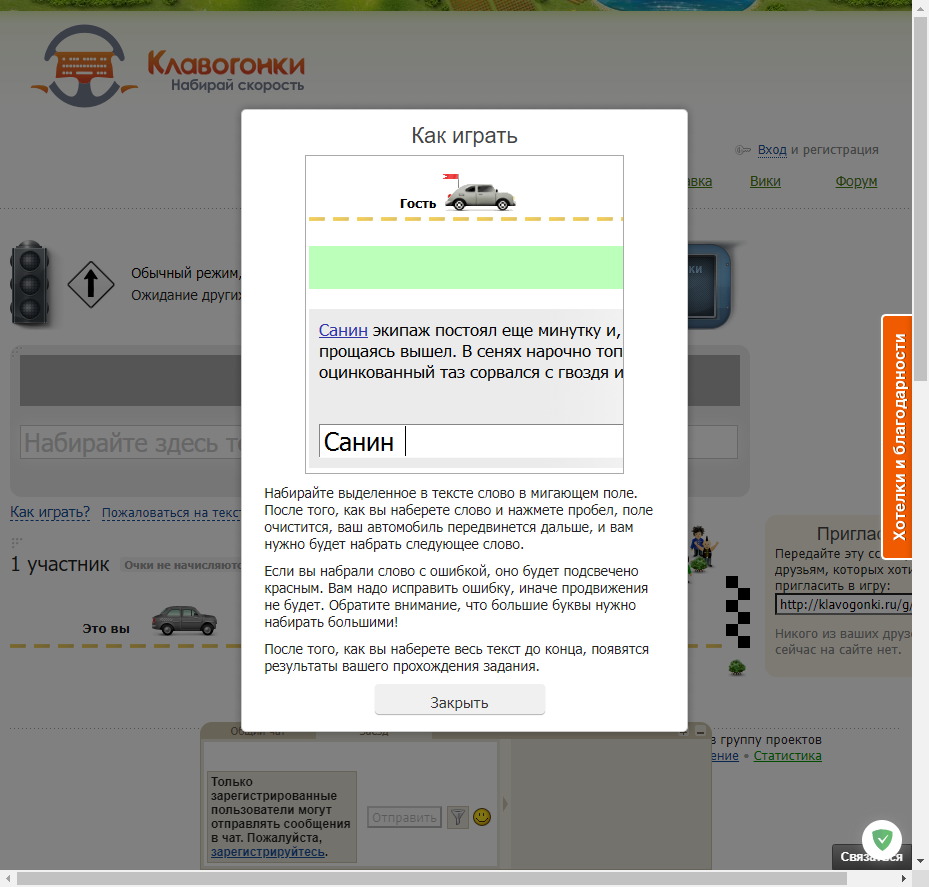 Клавогонки
Набирай скорость
Как играть
Вход и регистрация
Вики
Форум
Гость
Обычный режим,
Ожидание других
Санин экипаж постоял еще минутку и,
прощаясь вышел. В сенях нарочно топ
оцинкованный таз сорвался с гвоздя и
Хотелки и благодарности
Набирайте здесь те
Санин
Набирайте выделенное в тексте слово в мигающем поле.
После того, как вы наберете слово и нажмете пробел, поле
очистится, ваш автомобиль передвинется дальше, и вам
нужно будет набрать следующее слово.
Как играть? Пожаловаться на текст
Если вы набрали слово с ошибкой, оно будет подсвечено
красным. Вам надо исправить ошибку, иначе продвижения
не будет. Обратите внимание, что большие буквы нужно
набирать большими!
1 участник Очки не начисляются
Приглас
Передайте эту сс
друзьям, которых хоти
пригласить в игру:
http://klavogonki.ru/g/
Никого из ваших друзе
сейчас на сайте нет.
Это вы
После того, как вы наберете весь текст до конца, появятся
результаты вашего прохождения задания.
Закрыть
Общий чат Заезд
в группу проектов
ение • Статистика
Только
зарегистрированные
пользователи могут
отправлять сообщения
в чат. Пожалуйста,
зарегистрируйтесь.
Отправить
Связаться